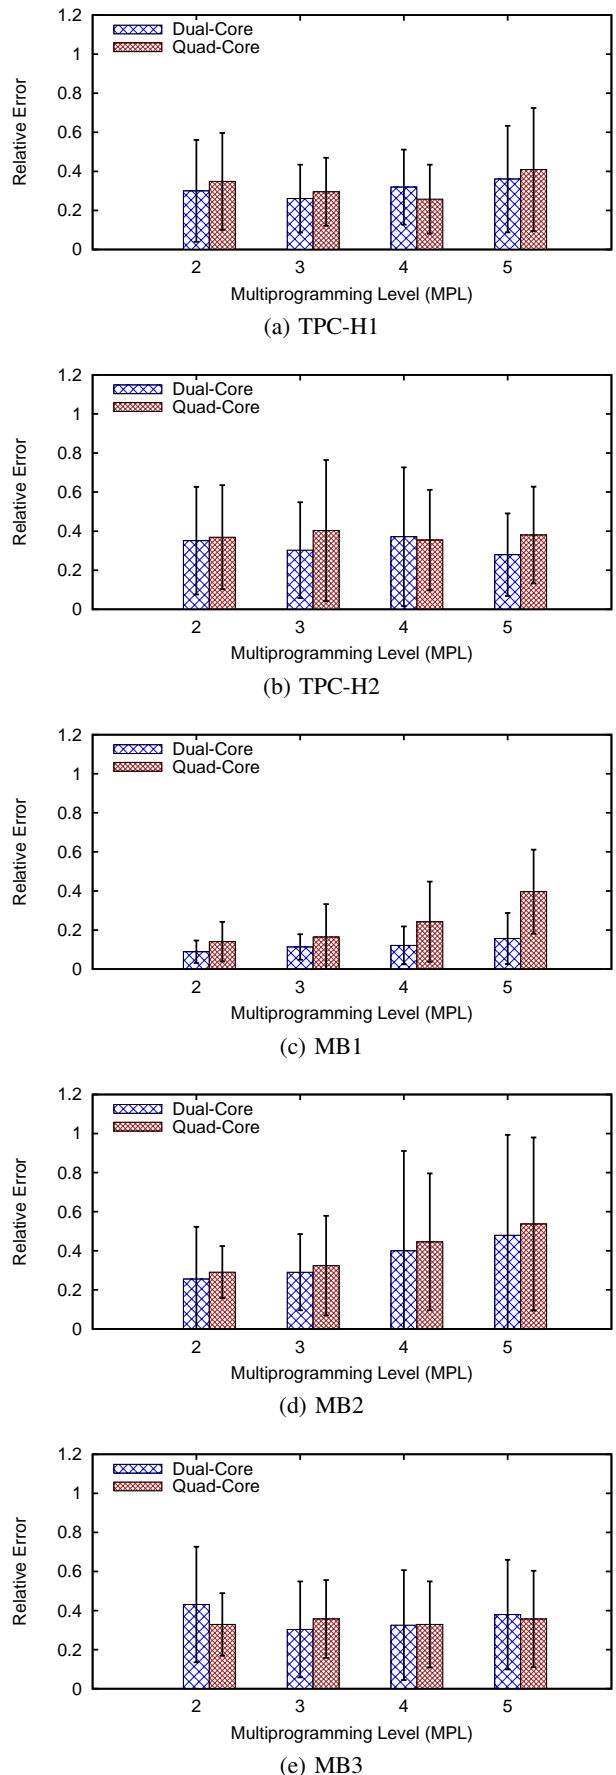 1.2
Dual-Core
Quad-Core
1
0.8
0.6
0.4
0.2
0
Relative Error
2 3 4 5
Multiprogramming Level (MPL)
(a) TPC-H1
1.2
Dual-Core
Quad-Core
1
0.8
0.6
0.4
0.2
0
Relative Error
2 3 4 5
Multiprogramming Level (MPL)
(b) TPC-H2
1.2
Dual-Core
Quad-Core
1
0.8
0.6
0.4
0.2
0
Relative Error
2 3 4 5
Multiprogramming Level (MPL)
(c) MB1
1.2
Dual-Core
Quad-Core
1
0.8
0.6
0.4
0.2
0
Relative Error
2 3 4 5
Multiprogramming Level (MPL)
(d) MB2
1.2
Dual-Core
Quad-Core
1
0.8
0.6
0.4
0.2
0
Relative Error
2 3 4 5
Multiprogramming Level (MPL)
(e) MB3